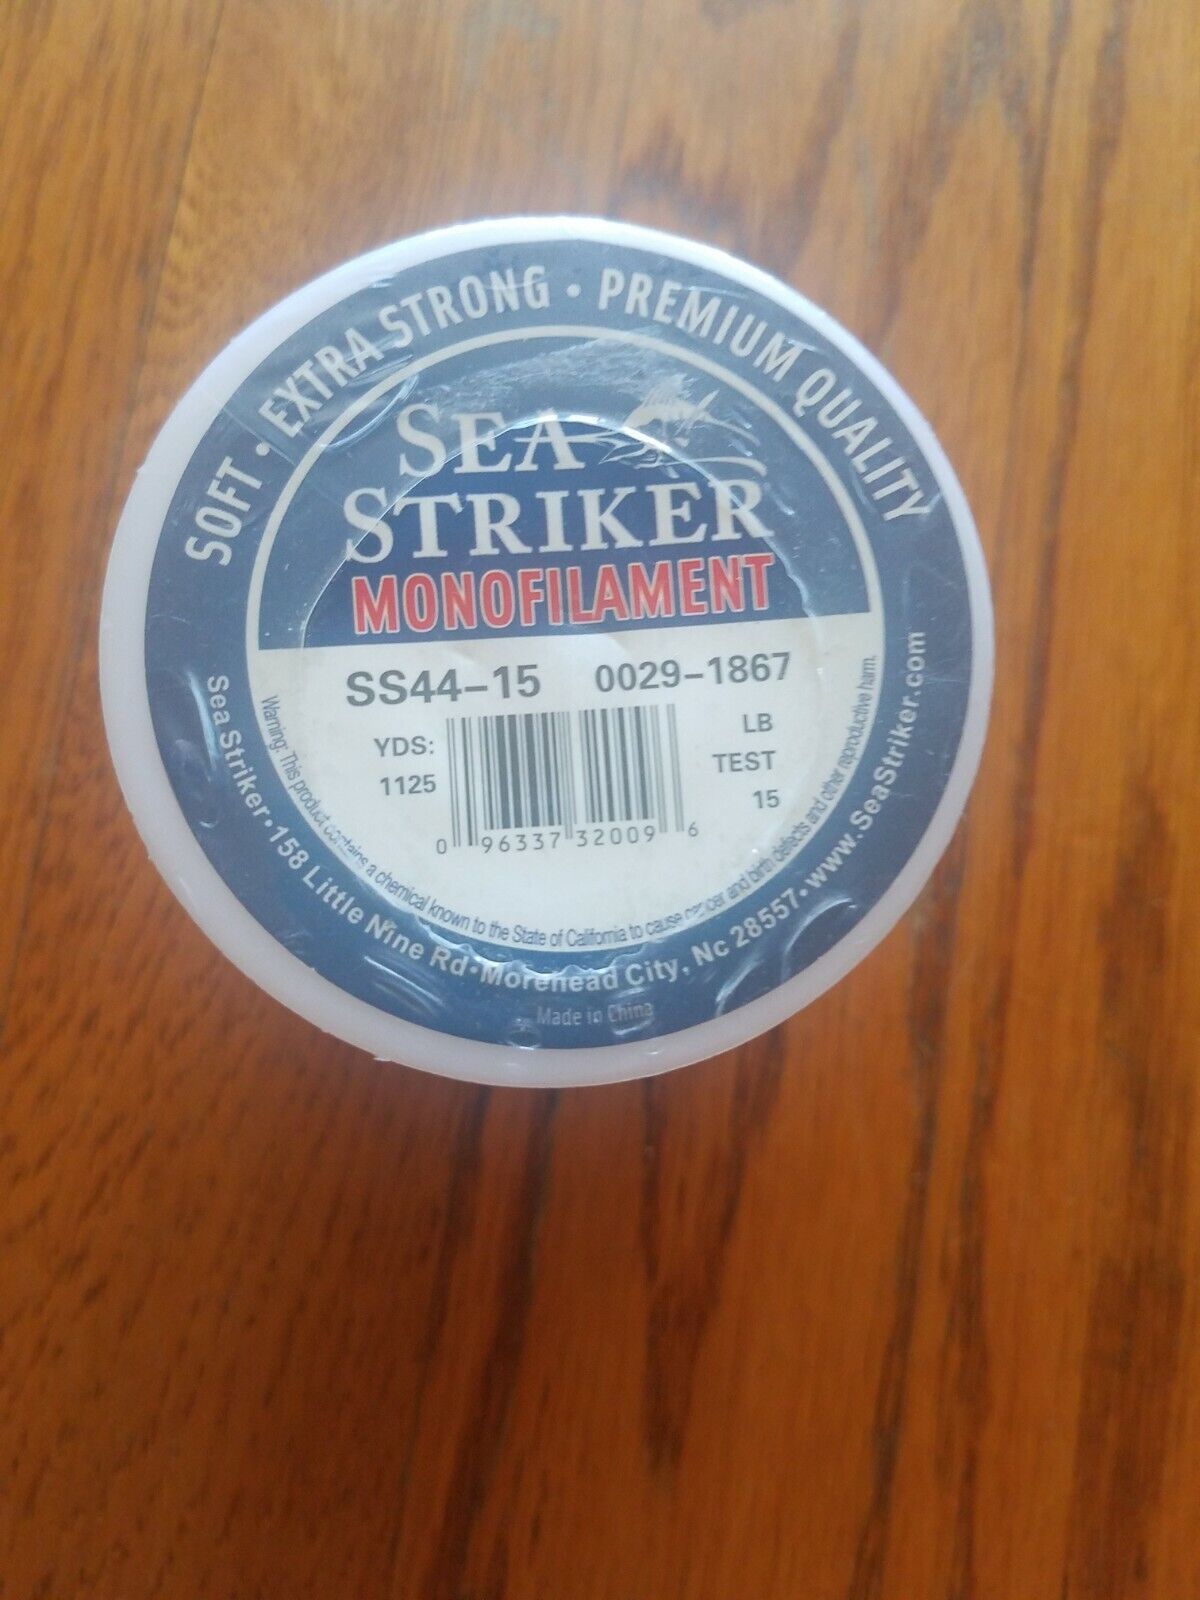 SOFT • EXTRA STRONG • PREMIUM QUALITY
SEA
STRIKER
MONOFILAMENT
SS44-15 0029-1867
YDS:
1125
LB
TEST
15
0 96337 32009 6
Warning: This product contains a chemical known to the State of California to cause cancer and birth defects and other reproductive harm.
Sea Striker • 158 Little Nine Rd • Morehead City, Nc 28557 • www.SeaStriker.com
Made in China